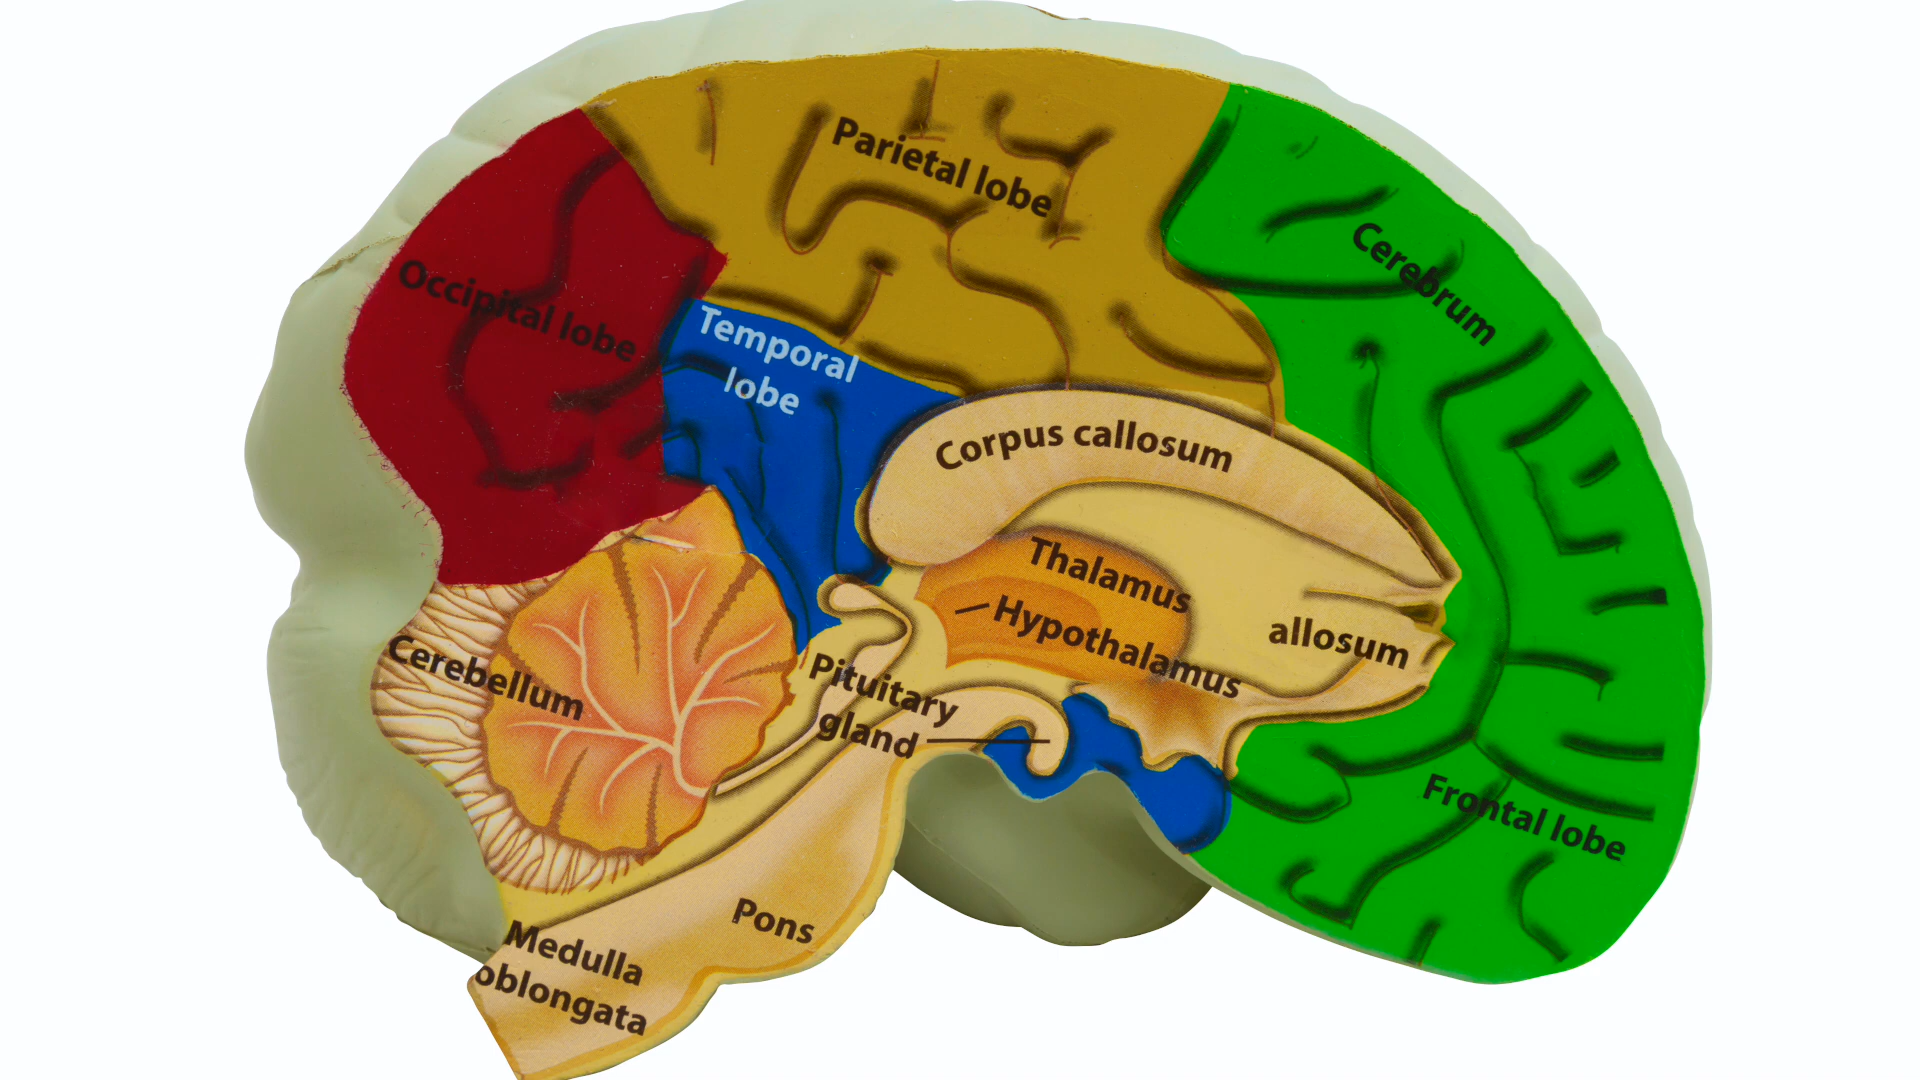 Parietal lobe
Cerebrum
Occipital lobe
Temporal
lobe
Corpus callosum
Thalamus
Hypothalamus
allosum
Cerebellum
Pituitary
gland
Frontal lobe
Pons
Medulla
oblongata